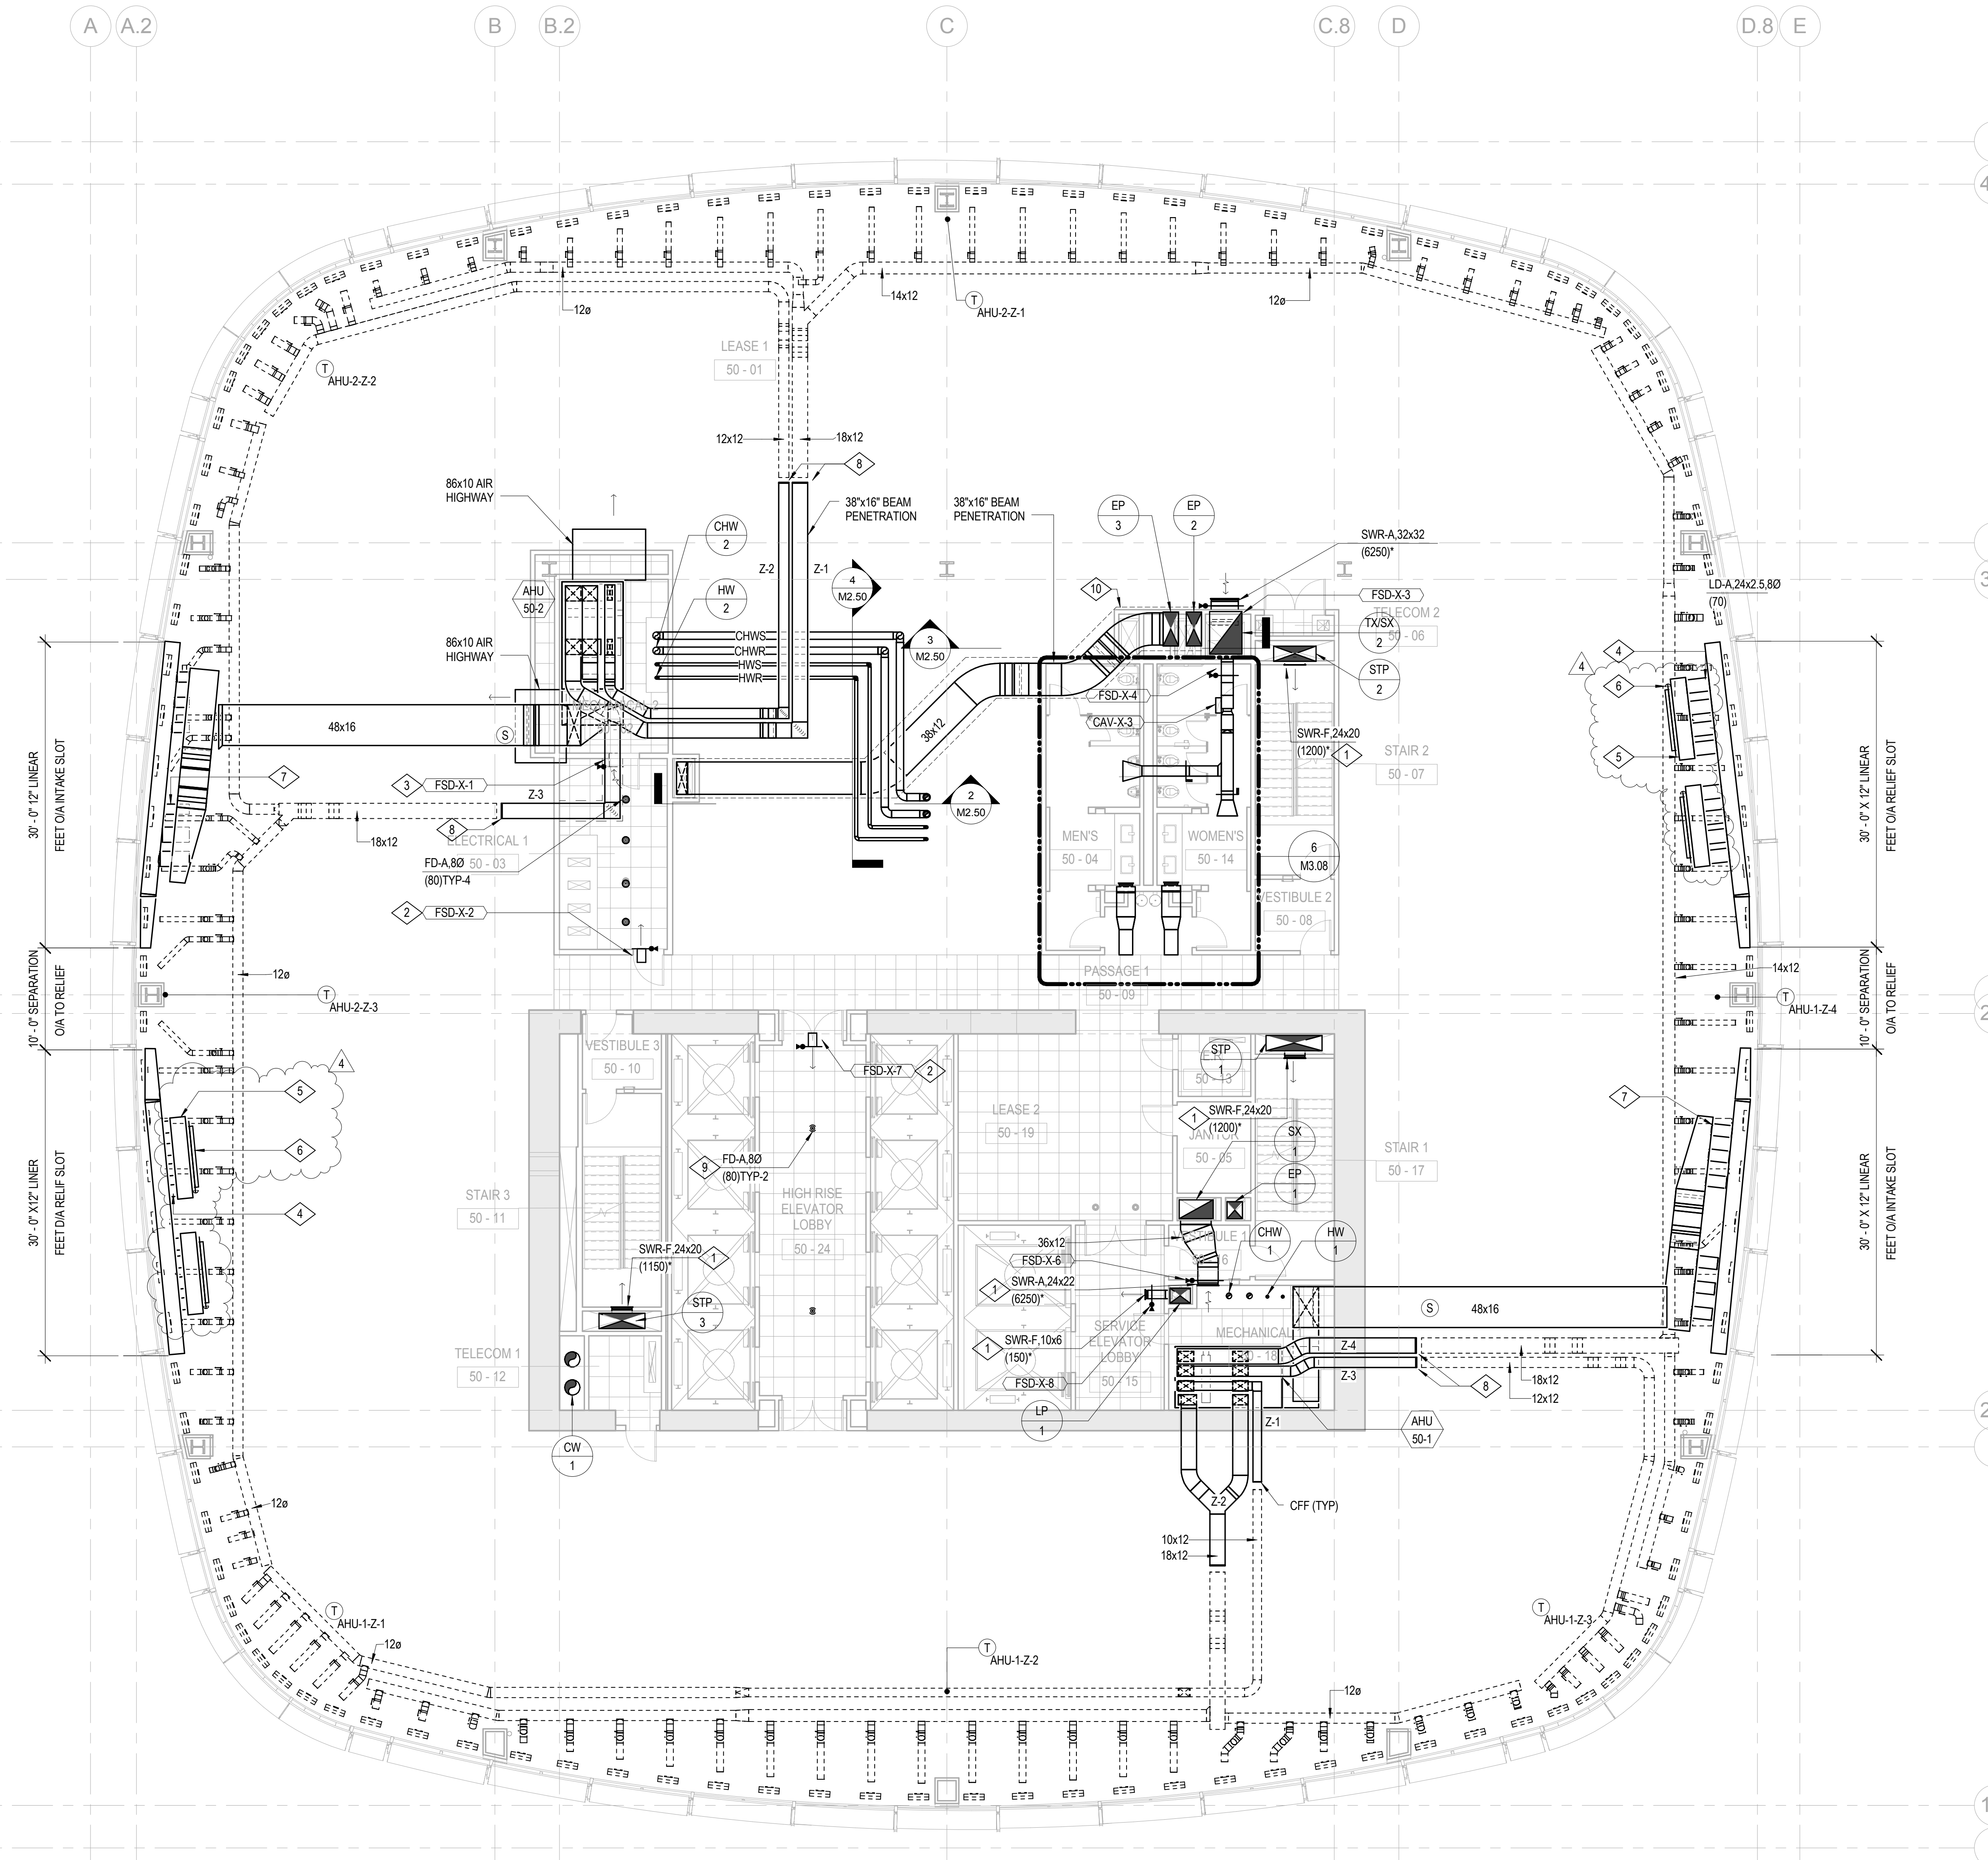 A
A.2
B
B.2
C
C.8
D
D.8
E
4
12ø
14x12
12ø
T
AHU-2-Z-1
LEASE 1
50 - 01
T
AHU-2-Z-2
12x12
18x12
8
86x10 AIR
HIGHWAY
38"x16" BEAM
PENETRATION
38"x16" BEAM
PENETRATION
CHW
2
EP
3
EP
2
SWR-A,32x32
(6250)*
3
Z-2
Z-1
4
M2.50
10
FSD-X-3
AHU
50-2
HW
2
LD-A,24x2.5,8Ø
(70)
TELECOM 2
50 - 06
TX/SX
2
86x10 AIR
HIGHWAY
CHWS
CHWR
HWS
HWR
3
M2.50
4
4
6
STP
2
FSD-X-4
CAV-X-3
MECHANICAL 2
48x16
S
38x12
SWR-F,24x20
(1200)*
1
STAIR 2
50 - 07
5
30' - 0" 12" LINEAR
FEET O/A INTAKE SLOT
30' - 0" X 12" LINEAR
FEET O/A RELIEF SLOT
7
3
FSD-X-1
Z-3
2
M2.50
8
18x12
ELECTRICAL 1
50 - 03
MEN'S
50 - 04
WOMEN'S
50 - 14
6
M3.08
FD-A,8Ø
(80)TYP-4
2
FSD-X-2
VESTIBULE 2
50 - 08
10' - 0" SEPARATION
O/A TO RELIEF
12ø
T
AHU-2-Z-3
PASSAGE 1
50 - 09
14x12
T
AHU-1-Z-4
10' - 0" SEPARATION
O/A TO RELIEF
2
VESTIBULE 3
50 - 10
FSD-X-7
2
STP
1
50 - 13
4
5
6
4
LEASE 2
50 - 19
1
SWR-F,24x20
(1200)*
JANITOR
50 - 05
SX
1
EP
1
STAIR 1
50 - 17
7
9
FD-A,8Ø
(80)TYP-2
STAIR 3
50 - 11
HIGH RISE
ELEVATOR
LOBBY
50 - 24
30' - 0" X12" LINER
FEET D/A RELIF SLOT
30' - 0" X 12" LINEAR
FEET O/A INTAKE SLOT
SWR-F,24x20
(1150)*
1
36x12
VESTIBULE 1
CHW
1
HW
1
FSD-X-6
1
SWR-A,24x22
(6250)*
STP
3
S
48x16
SERVICE
ELEVATOR
LOBBY
50 - 15
MECHANICAL
1
SWR-F,10x6
(150)*
TELECOM 1
50 - 12
Z-4
Z-3
FSD-X-8
18x12
12x12
8
LP
1
Z-1
AHU
50-1
CW
1
2
Z-2
CFF (TYP)
12ø
10x12
18x12
T
AHU-1-Z-1
T
AHU-1-Z-3
12ø
T
AHU-1-Z-2
12ø
1